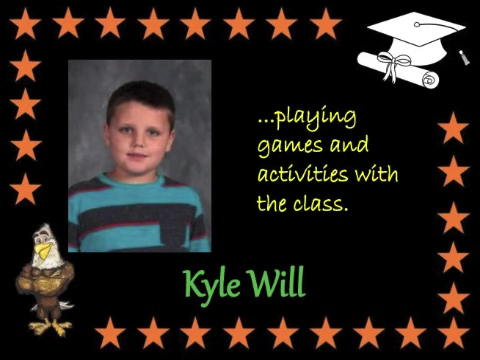 ...playing
games and
activities with
the class.
Kyle Will